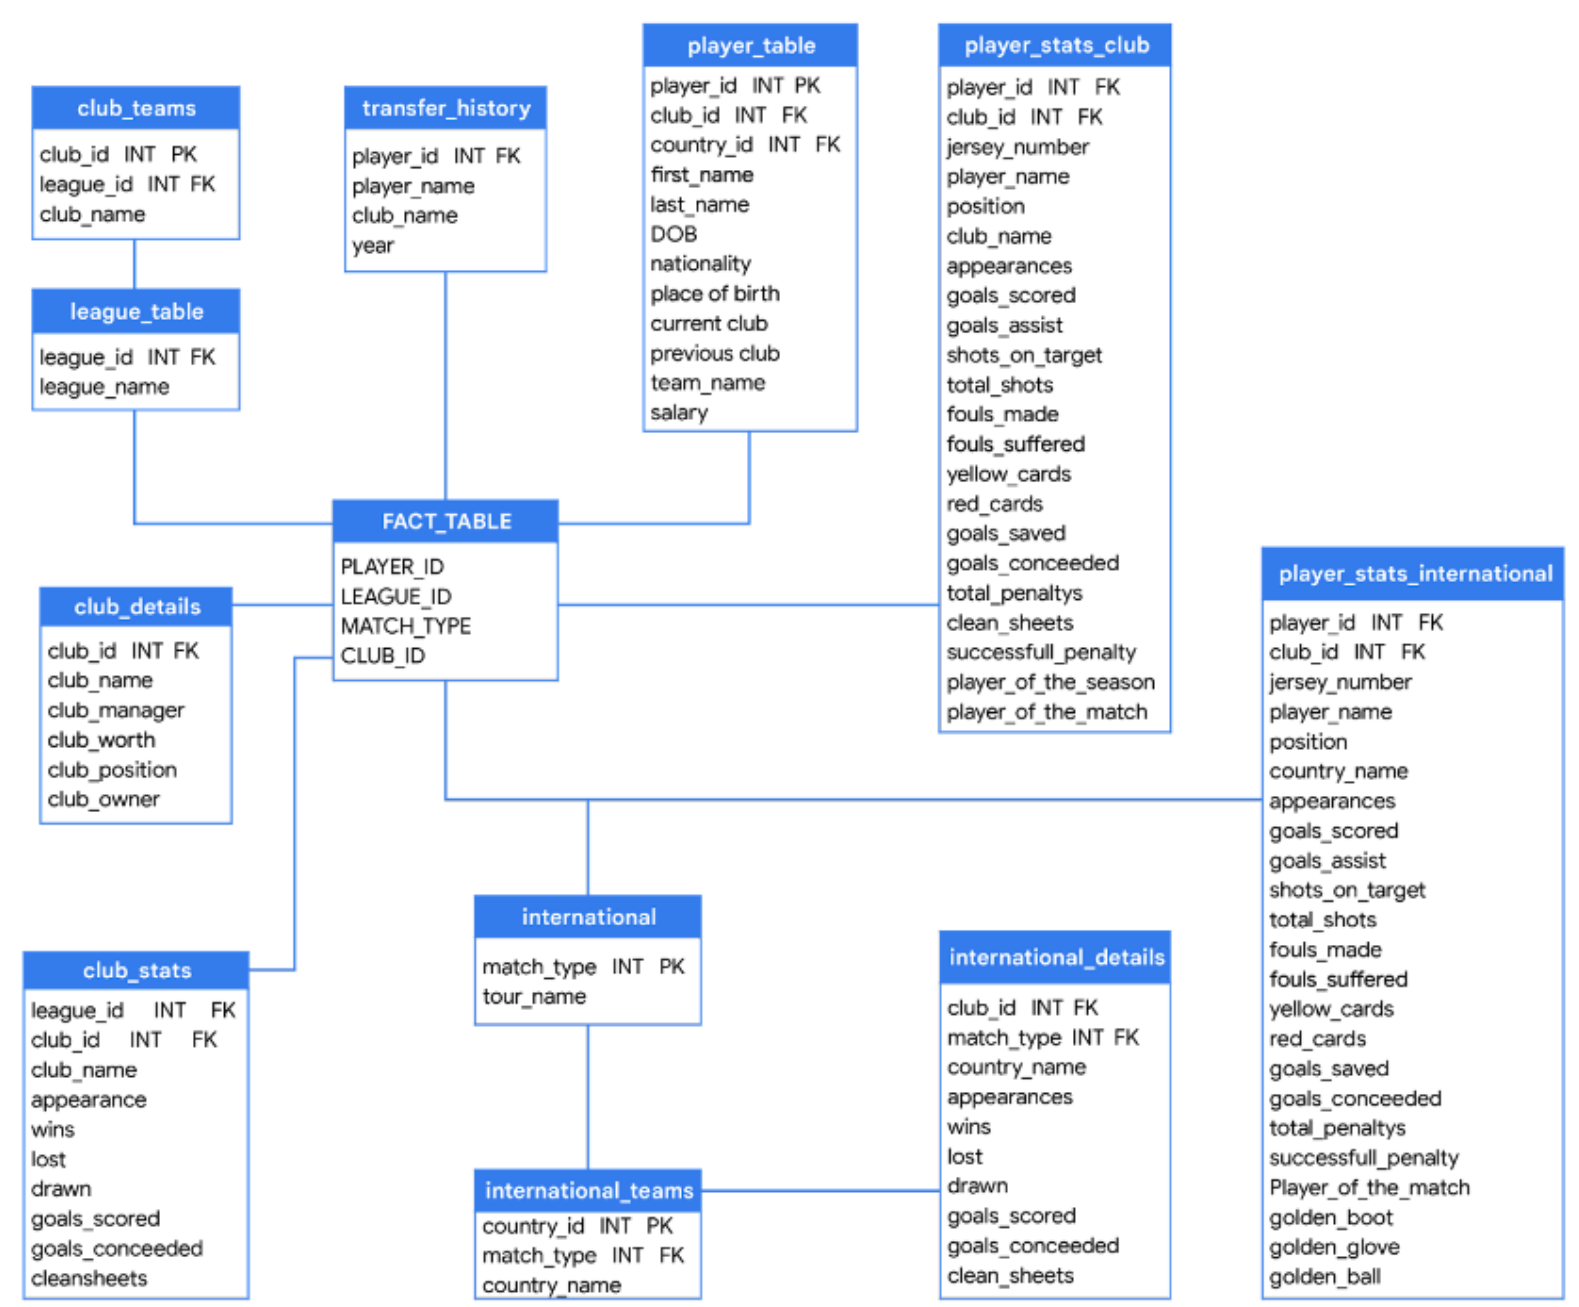 club_teams
club_id INT PK
league_id INT FK
club_name
league_table
league_id INT FK
league_name
transfer_history
player_id INT FK
player_name
club_name
year
player_table
player_id INT PK
club_id INT FK
country_id INT FK
first_name
last_name
DOB
nationality
place of birth
current club
previous club
team_name
salary
player_stats_club
player_id INT FK
club_id INT FK
jersey_number
player_name
position
club_name
appearances
goals_scored
goals_assist
shots_on_target
total_shots
fouls_made
fouls_suffered
yellow_cards
red_cards
goals_saved
goals_conceeded
total_penaltys
clean_sheets
successfull_penalty
player_of_the_season
player_of_the_match
FACT_TABLE
PLAYER_ID
LEAGUE_ID
MATCH_TYPE
CLUB_ID
club_details
club_id INT FK
club_name
club_manager
club_worth
club_position
club_owner
player_stats_international
player_id INT FK
club_id INT FK
jersey_number
player_name
position
country_name
appearances
goals_scored
goals_assist
shots_on_target
total_shots
fouls_made
fouls_suffered
yellow_cards
red_cards
goals_saved
goals_conceeded
total_penaltys
successfull_penalty
Player_of_the_match
golden_boot
golden_glove
golden_ball
club_stats
league_id INT FK
club_id INT FK
club_name
appearance
wins
lost
drawn
goals_scored
goals_conceeded
cleansheets
international
match_type INT PK
tour_name
international_teams
country_id INT PK
match_type INT FK
country_name
international_details
club_id INT FK
match_type INT FK
country_name
appearances
wins
lost
drawn
goals_scored
goals_conceeded
clean_sheets